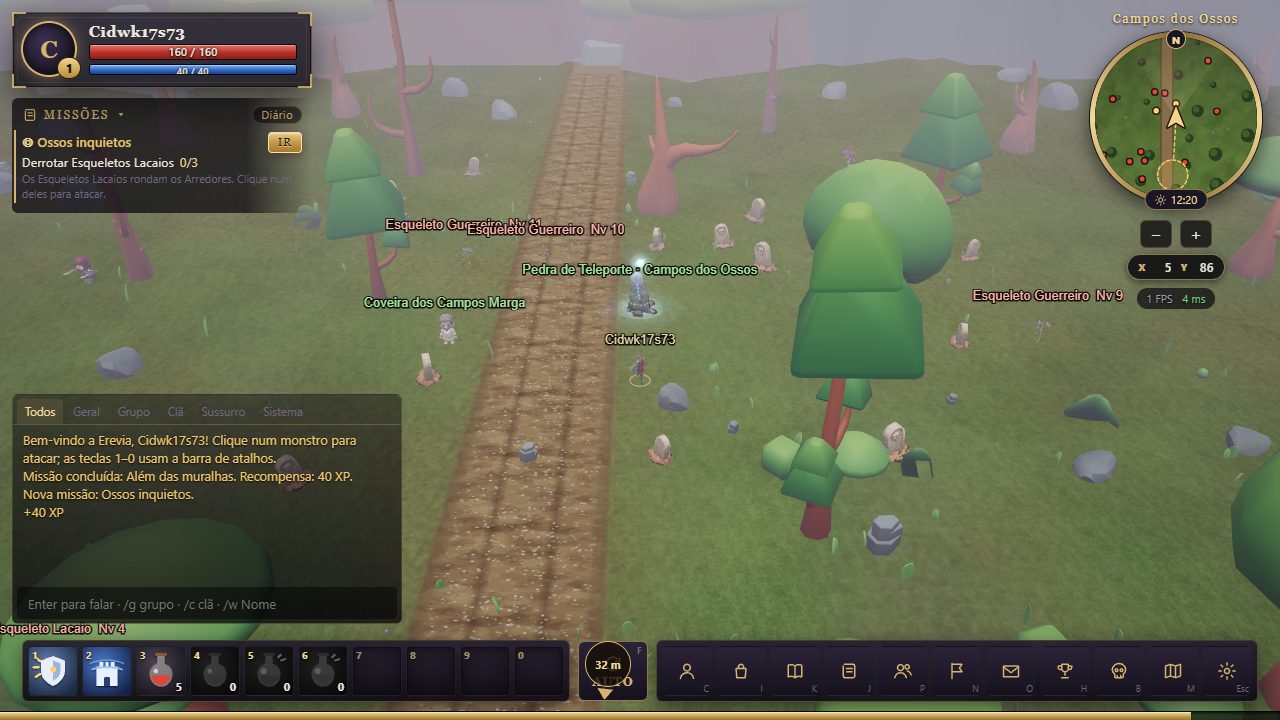 Cidwk17s73
C
160 / 160
1
40 / 40
MISSÕES
Diário
Ossos inquietos
IR
Derrotar Esqueletos Lacaios 0/3
Os Esqueletos Lacaios rondam os Arredores. Clique num
deles para atacar.
Campos dos Ossos
N
12:20
− +
X 5 Y 86
1 FPS 4 ms
Esqueleto Guerreiro Nv 11
Esqueleto Guerreiro Nv 10
Pedra de Teleporte • Campos dos Ossos
Esqueleto Guerreiro Nv 9
Coveira dos Campos Marga
Cidwk17s73
Todos Geral Grupo Clã Sussurro Sistema
Bem-vindo a Erevia, Cidwk17s73! Clique num monstro para
atacar; as teclas 1–0 usam a barra de atalhos.
Missão concluída: Além das muralhas. Recompensa: 40 XP.
Nova missão: Ossos inquietos.
+40 XP
Enter para falar · /g grupo · /c clã · /w Nome
squeleto Lacaio Nv 4
1 2 3 4 5 6 7 8 9 0
5 0 0 0
F
32 m
AUTO
C I K J P N O H B M Esc